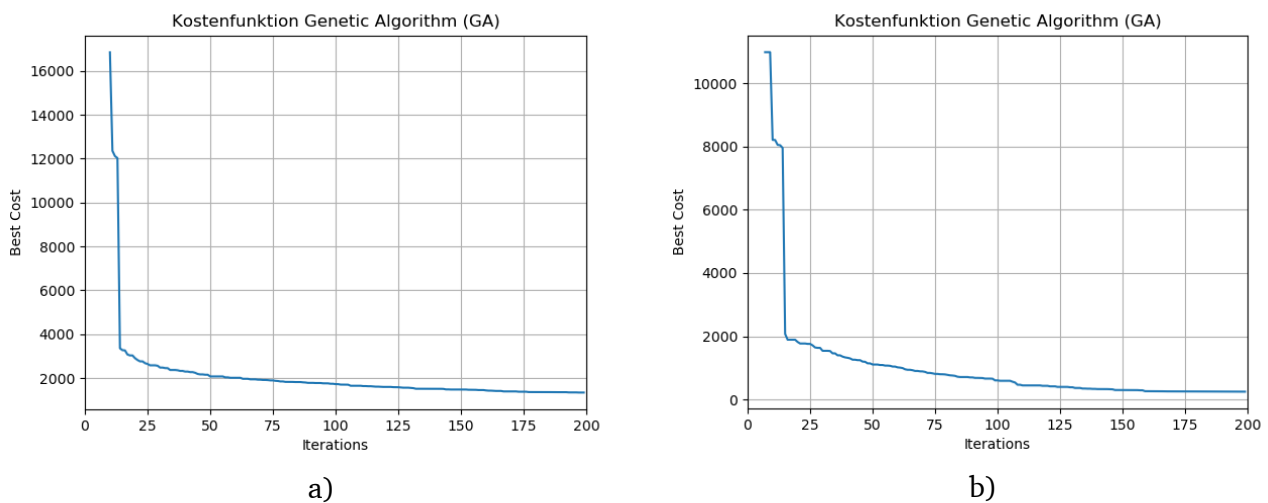 Kostenfunktion Genetic Algorithm (GA)
16000
14000
12000
10000
8000
6000
4000
2000
Best Cost
0 25 50 75 100 125 150 175 200
Iterations
a)
Kostenfunktion Genetic Algorithm (GA)
10000
8000
6000
4000
2000
0
Best Cost
0 25 50 75 100 125 150 175 200
Iterations
b)